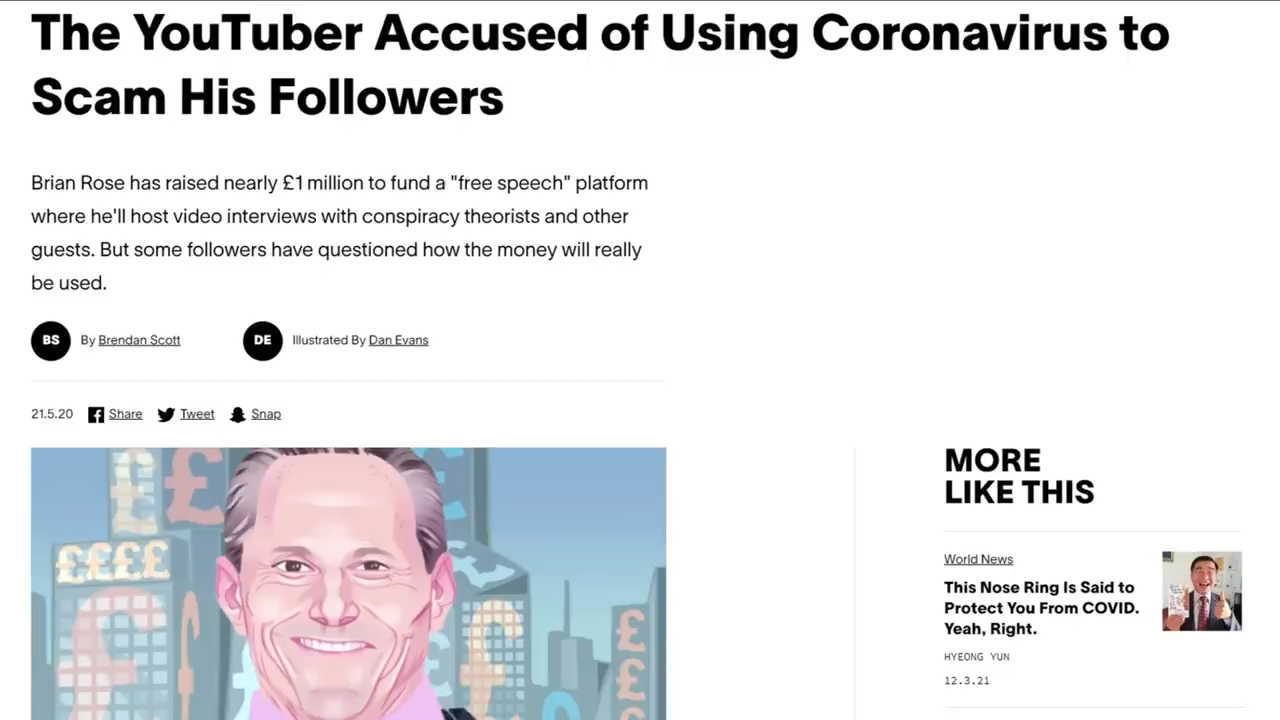 The YouTuber Accused of Using Coronavirus to
Scam His Followers
Brian Rose has raised nearly £1 million to fund a "free speech" platform
where he'll host video interviews with conspiracy theorists and other
guests. But some followers have questioned how the money will really
be used.
BS By Brendan Scott DE Illustrated By Dan Evans
21.5.20 Share Tweet Snap
££££
MORE
LIKE THIS
World News
This Nose Ring Is Said to
Protect You From COVID.
Yeah, Right.
HYEONG YUN
12.3.21